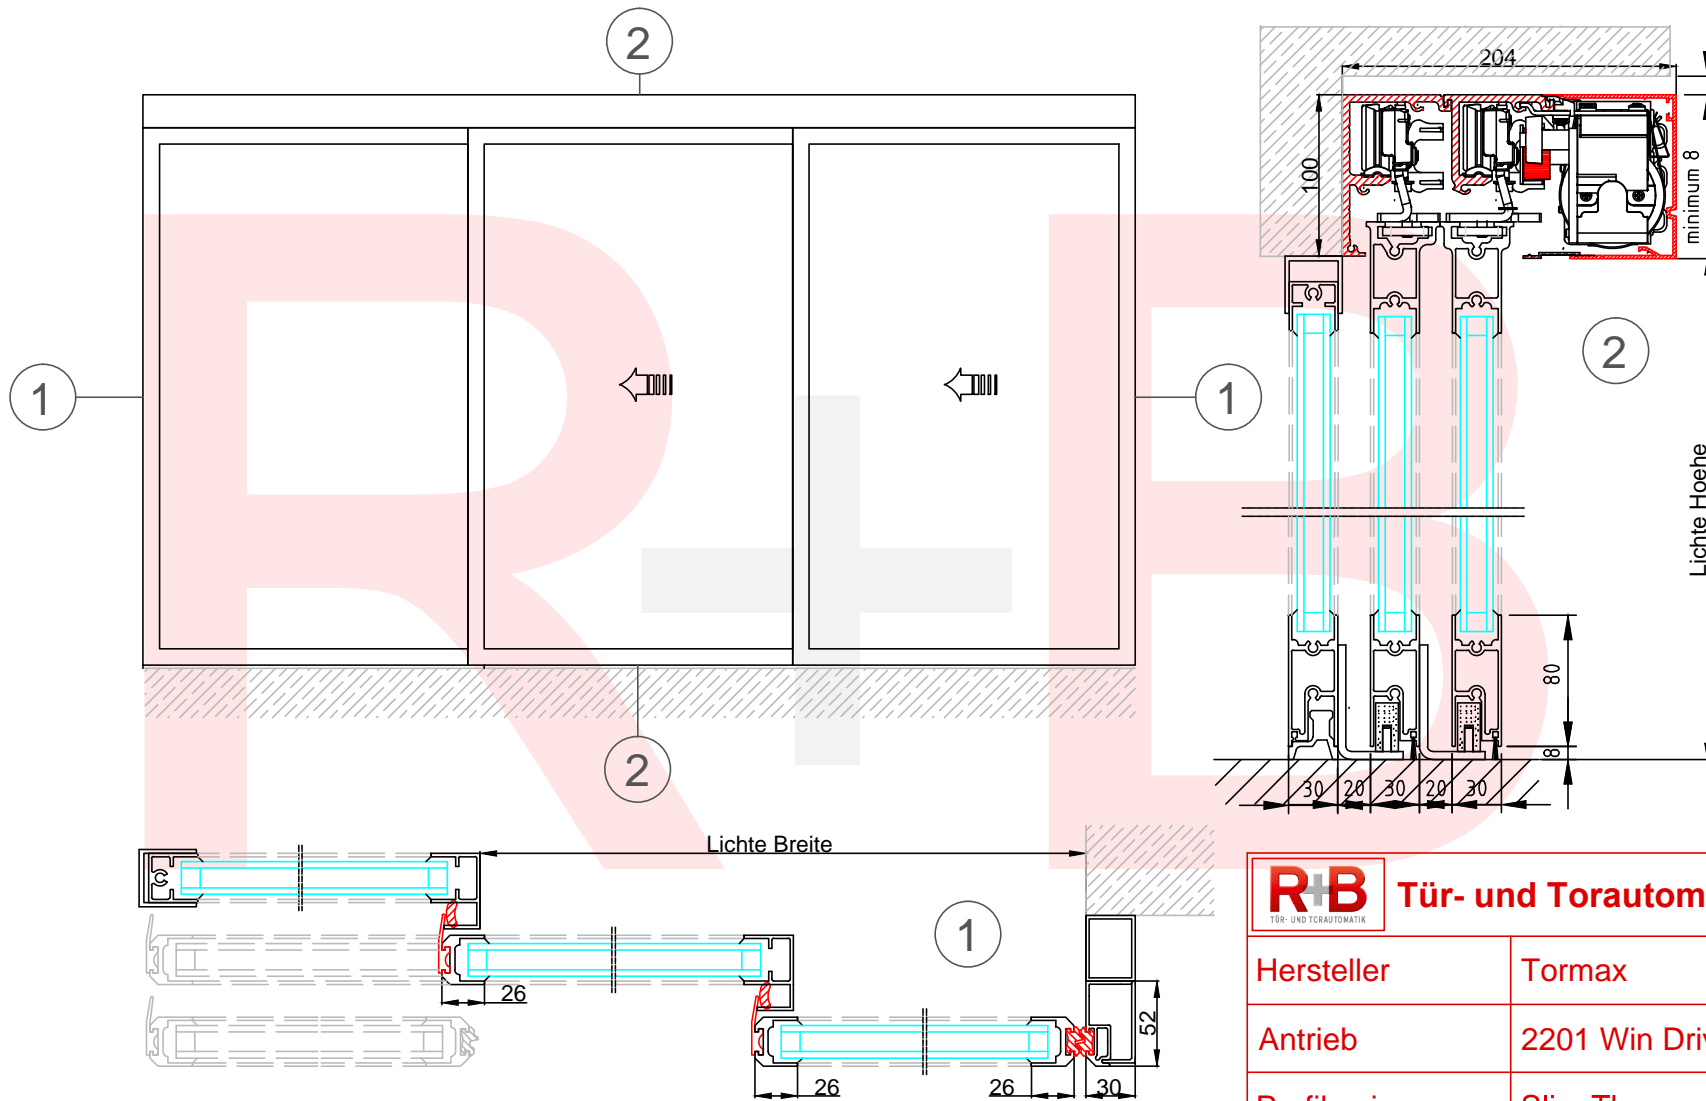 2
204
100
minimum 8
2
1
1
Lichte Hoehe
80
8
30 20 30 20 30
2
Lichte Breite
1
26
52
26
26
30
R+B
TÜR- UND TORAUTOMATIK
Tür- und Torautom
Hersteller
Tormax
Antrieb
2201 Win Driv